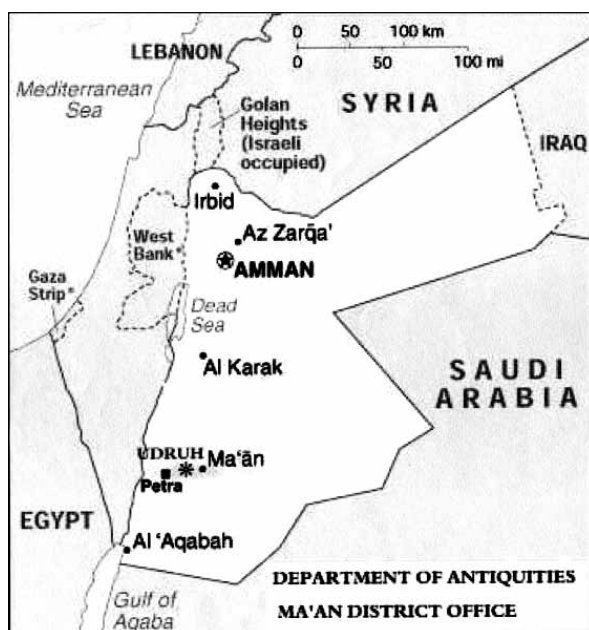 LEBANON
0 50 100 km
0 50 100 mi
Mediterranean
Sea
SYRIA
Golan
Heights
(Israeli
occupied)
IRAQ
Irbid
Az Zarqa'
West
Bank
AMMAN
Gaza
Strip
Dead
Sea
Al Karak
SAUDI
ARABIA
UDRUH
Ma'ān
Petra
EGYPT
Al 'Aqabah
DEPARTMENT OF ANTIQUITIES
MA'AN DISTRICT OFFICE
Gulf of
Aqaba